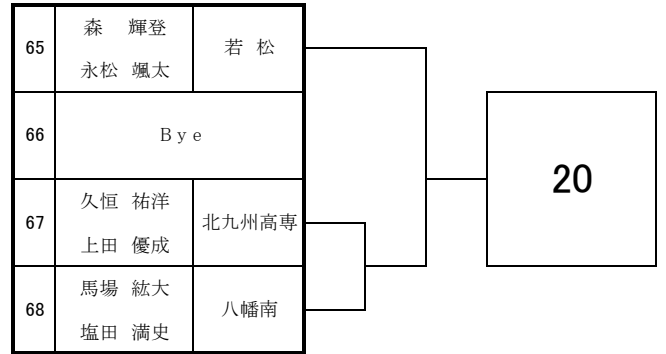 65
森 輝登
永松 颯太
若 松
66
Bye
67
久恒 祐洋
上田 優成
北九州高専
68
馬場 紘大
塩田 満史
八幡南
20